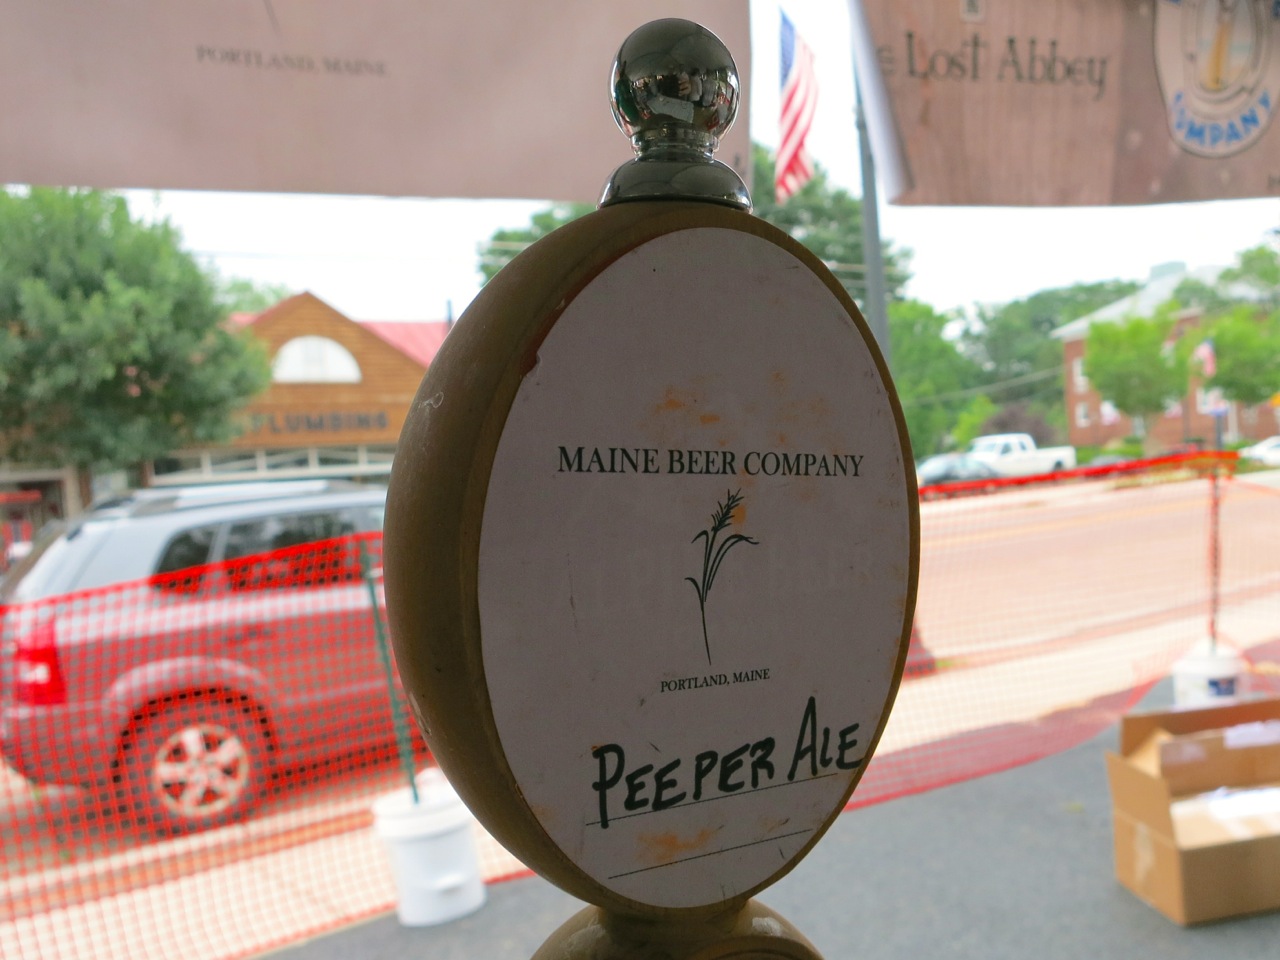 PORTLAND, MAINE
Lost Abbey
COMPANY
PLUMBING
MAINE BEER COMPANY
PORTLAND, MAINE
PEEPER ALE